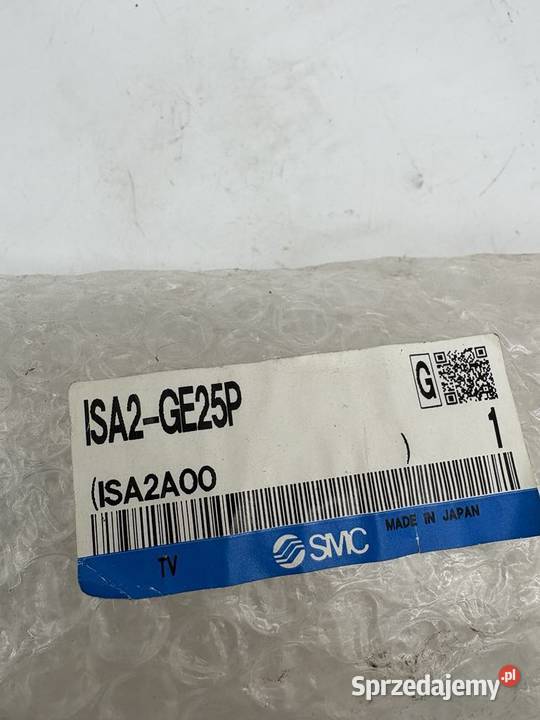 ISA2-GE25P
G
(ISA2A00 )
1
TV
SMC
MADE IN JAPAN
Sprzedajemy.pl